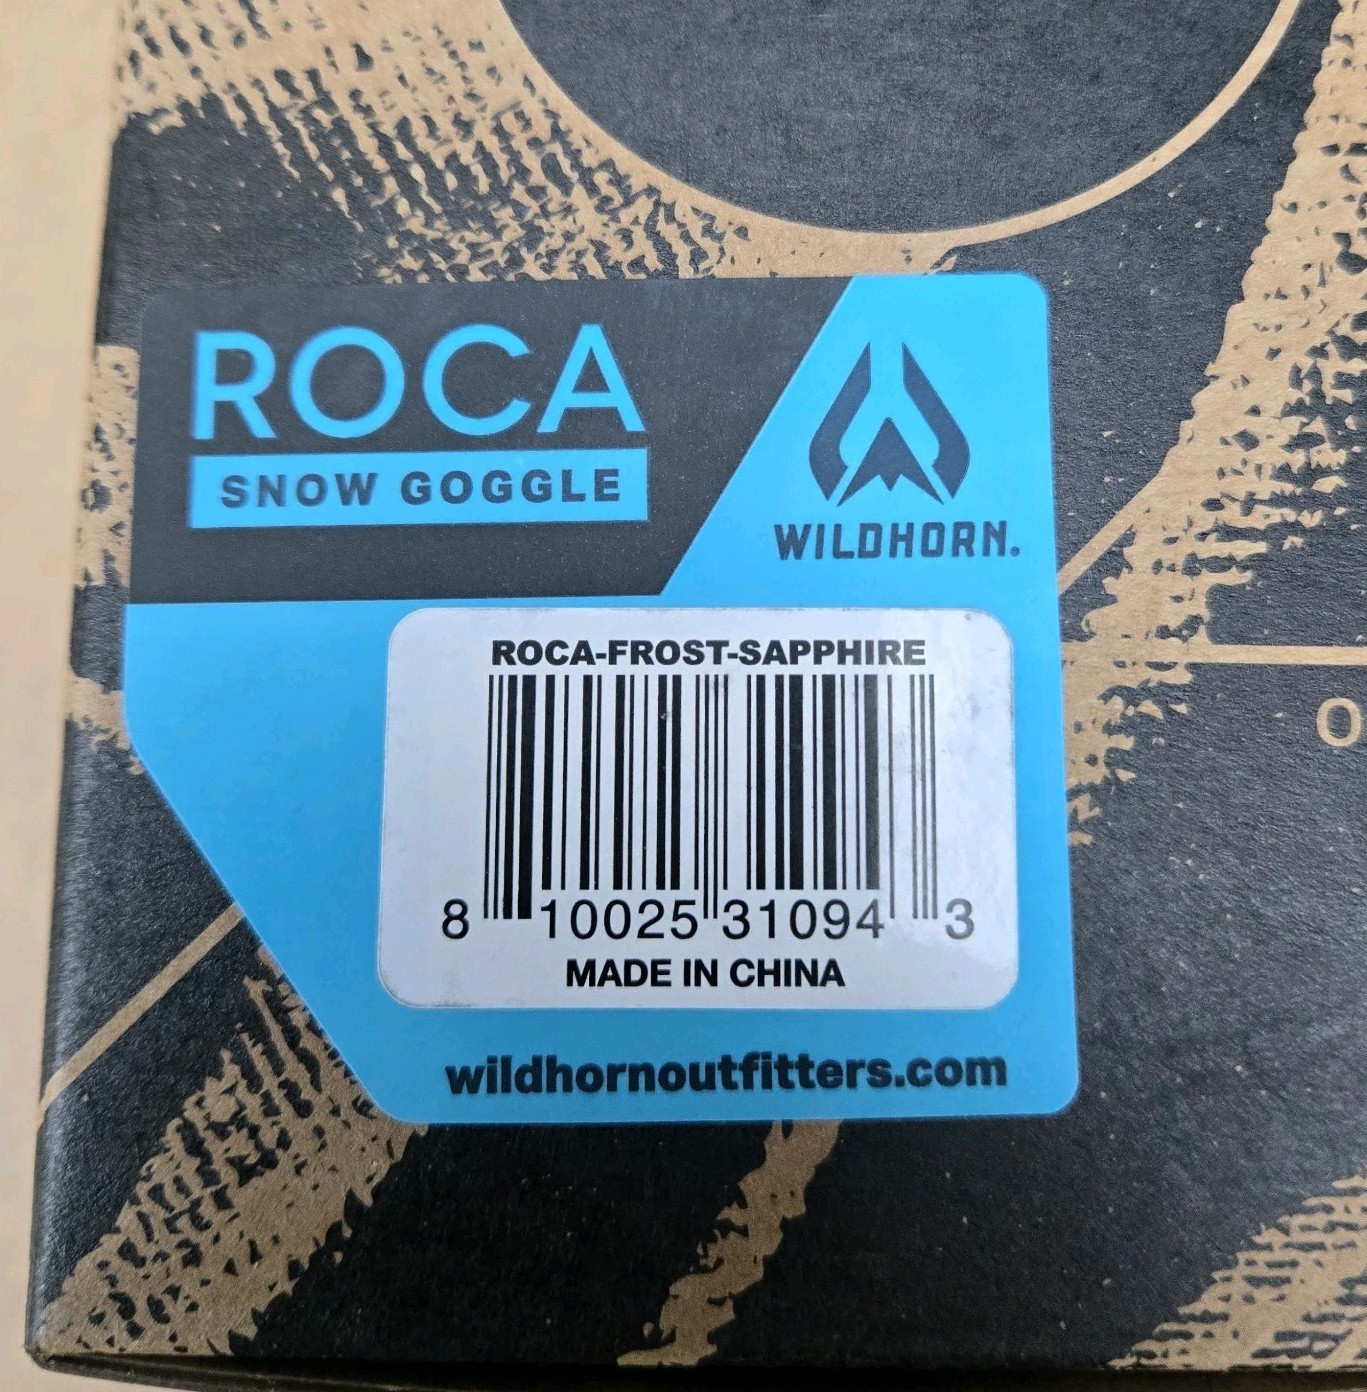 ROCA
SNOW GOGGLE
WILDHORN.
ROCA-FROST-SAPPHIRE
8 10025 31094 3
MADE IN CHINA
wildhornoutfitters.com
O